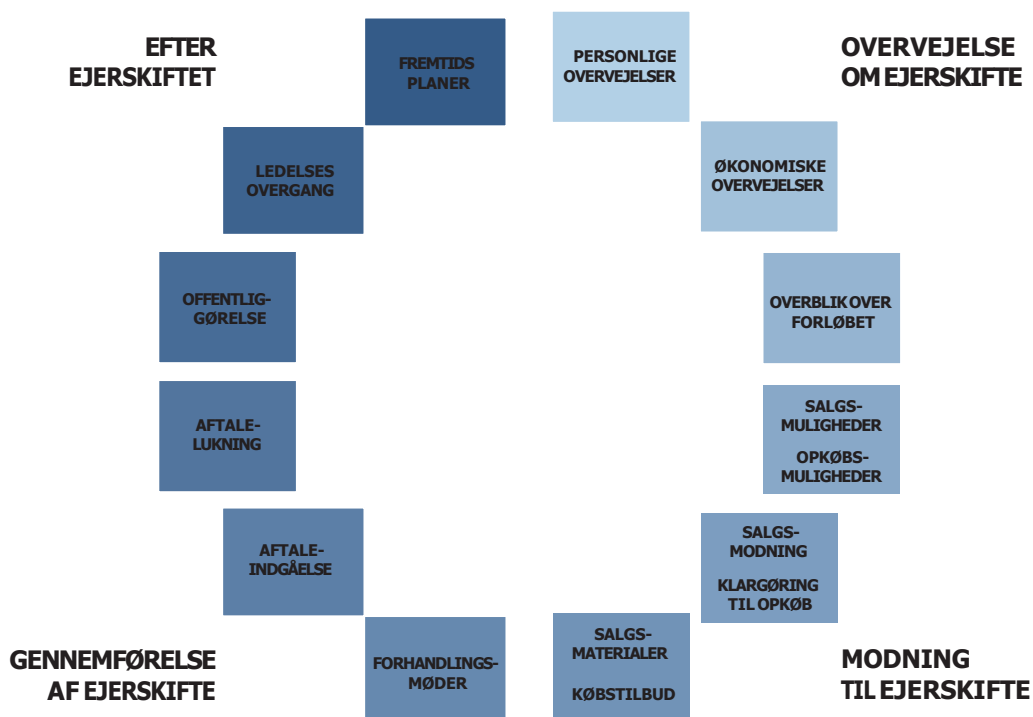 EFTER
EJERSKIFTET
FREMTIDS
PLANER
PERSONLIGE
OVERVEJELSER
OVERVEJELSE
OM EJERSKIFTE
LEDELSES
OVERGANG
ØKONOMISKE
OVERVEJELSER
OFFENTLIG-
GØRELSE
OVERBLIK OVER
FORLØBET
AFTALE-
LUKNING
SALGS-
MULIGHEDER
OPKØBS-
MULIGHEDER
AFTALE-
INDGÅELSE
SALGS-
MODNING
KLARGØRING
TIL OPKØB
GENNEMFØRELSE
AF EJERSKIFTE
FORHANDLINGS-
MØDER
SALGS-
MATERIALER
KØBSTILBUD
MODNING
TIL EJERSKIFTE